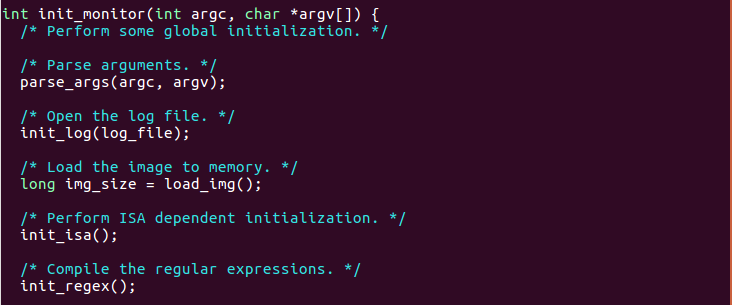 int init_monitor(int argc, char *argv[]) {
/* Perform some global initialization. */
/* Parse arguments. */
parse_args(argc, argv);
/* Open the log file. */
init_log(log_file);
/* Load the image to memory. */
long img_size = load_img();
/* Perform ISA dependent initialization. */
init_isa();
/* Compile the regular expressions. */
init_regex();